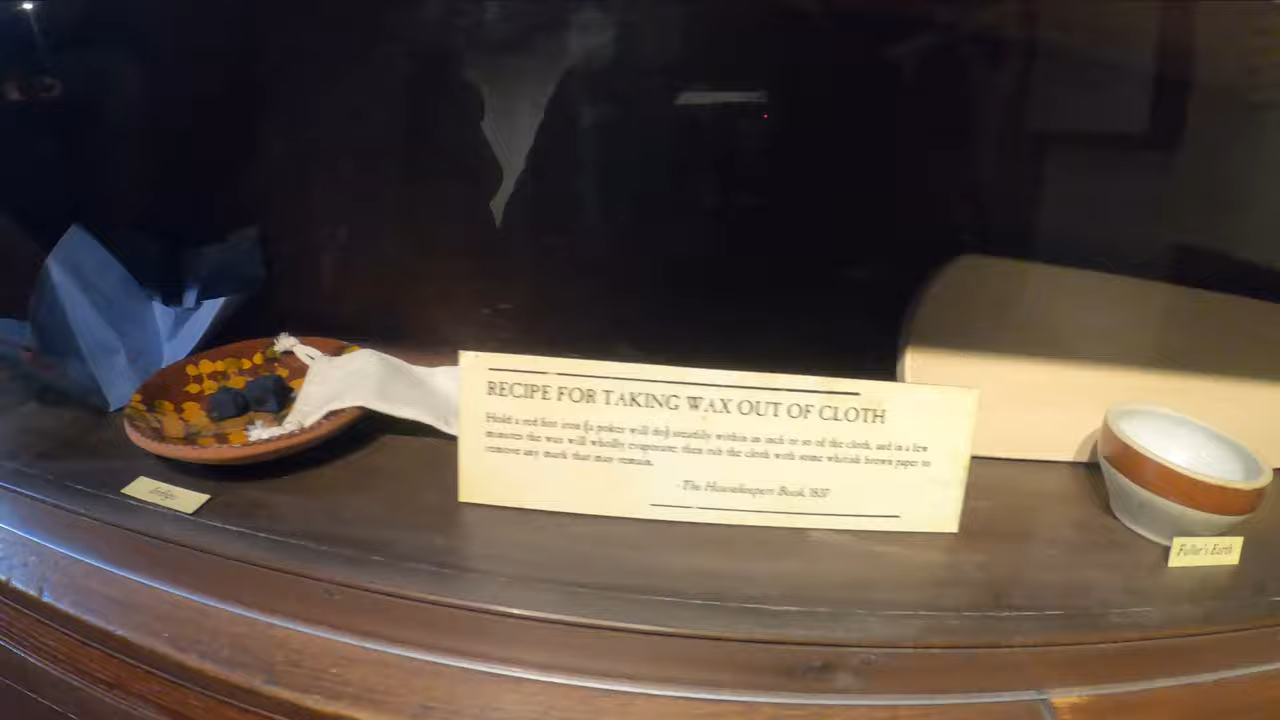 RECIPE FOR TAKING WAX OUT OF CLOTH
Hold a red hot iron (a poker will do) steadily within an inch or so of the cloth, and in a few
minutes the wax will wholly evaporate; then rub the cloth with some whitish brown paper to
remove any mark that may remain.
-The Housekeepers Book, 1837
Indigo
Fuller's Earth